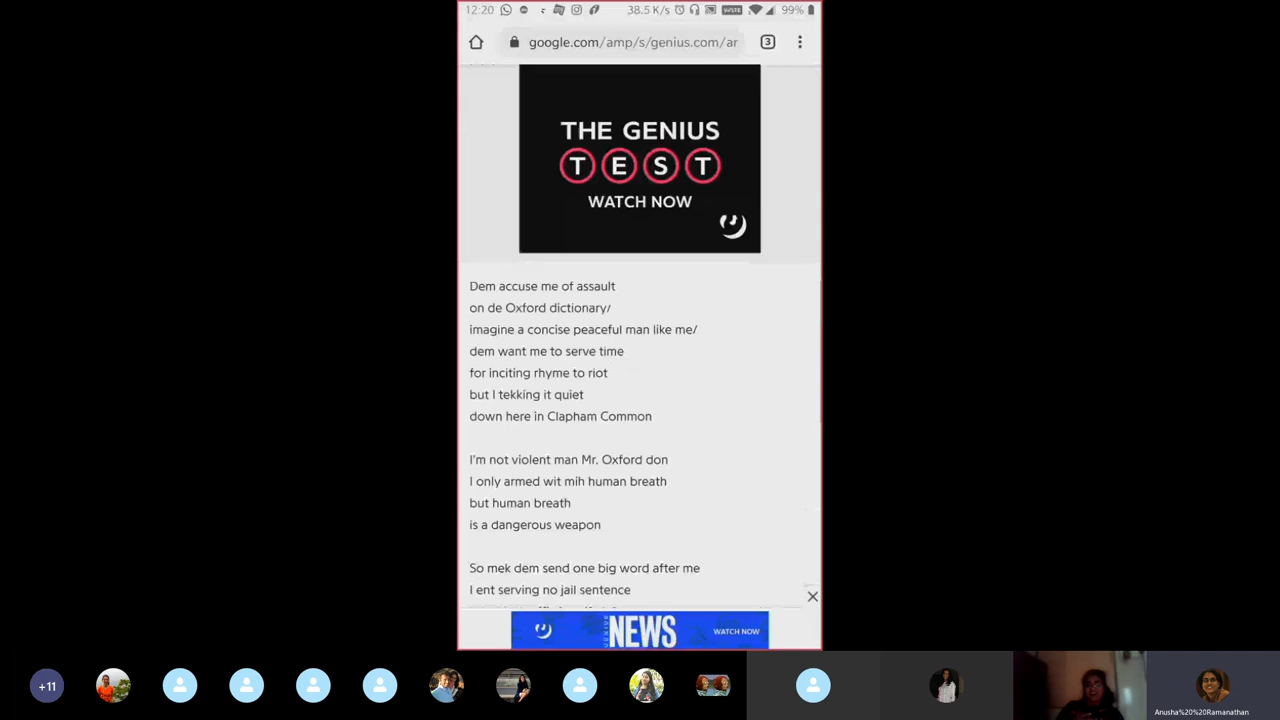 12:20
38.5 K/s
99%
google.com/amp/s/genius.com/ar
3
THE GENIUS
TEST
WATCH NOW
Dem accuse me of assault
on de Oxford dictionary/
imagine a concise peaceful man like me/
dem want me to serve time
for inciting rhyme to riot
but I tekking it quiet
down here in Clapham Common
I'm not violent man Mr. Oxford don
I only armed wit mih human breath
but human breath
is a dangerous weapon
So mek dem send one big word after me
I ent serving no jail sentence
GENIUS
NEWS
WATCH NOW
+11
Anusha%20%20Ramanathan